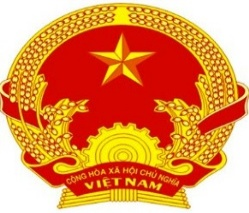 CỘNG HÒA XÃ HỘI CHỦ NGHĨA
VIỆT NAM